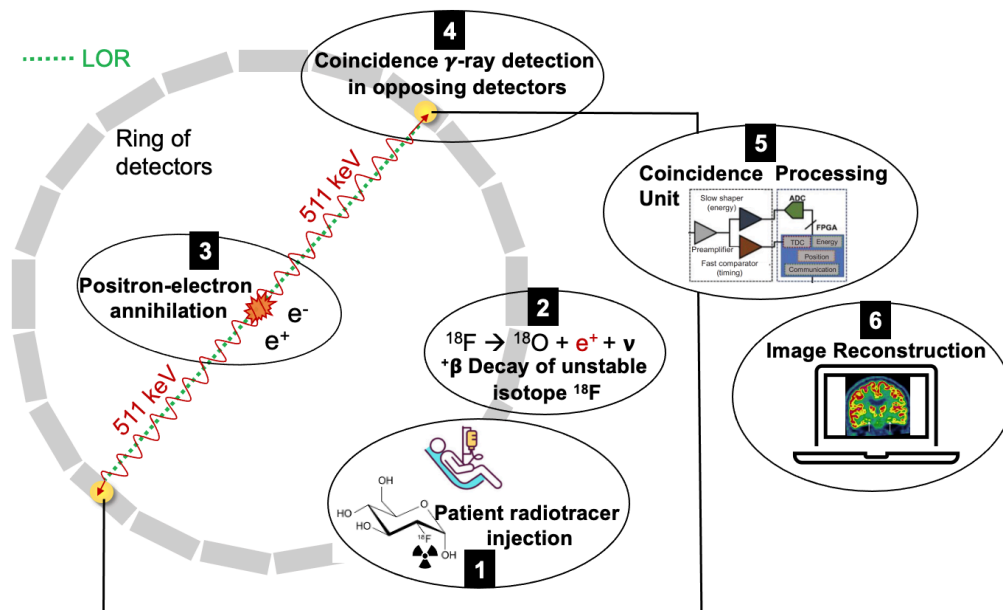 LOR
Ring of
detectors
511 keV
511 keV
4
Coincidence γ-ray detection
in opposing detectors
3
Positron-electron
annihilation
e-
e+
2
18F → 18O + e+ + ν
+β Decay of unstable
isotope 18F
OH
HO
HO
18F
OH
OH
Patient radiotracer
injection
1
5
Coincidence Processing
Unit
Slow shaper
(energy)
ADC
FPGA
Preamplifier
TDC
Energy
Fast comparator
(timing)
Position
Communication
6
Image Reconstruction